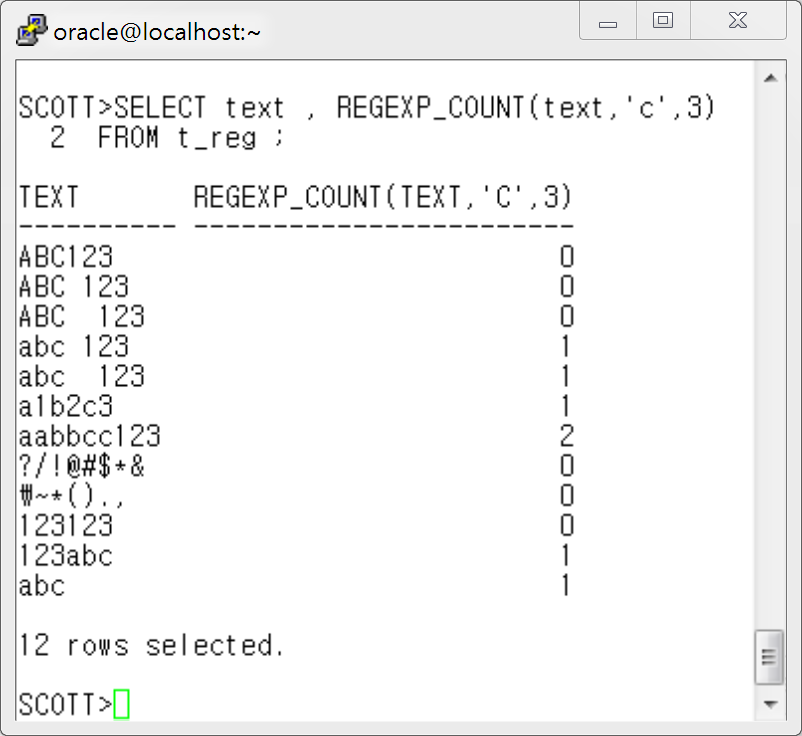 oracle@localhost:~
SCOTT>SELECT text , REGEXP_COUNT(text,'c',3)
  2  FROM t_reg ;
TEXT       REGEXP_COUNT(TEXT,'C',3)
---------- ------------------------
ABC123                            0
ABC 123                           0
ABC  123                          0
abc 123                           1
abc  123                          1
a1b2c3                            1
aabbcc123                         2
?/!@#$*&                          0
₩~*().,                           0
123123                            0
123abc                            1
abc                               1
12 rows selected.
SCOTT>